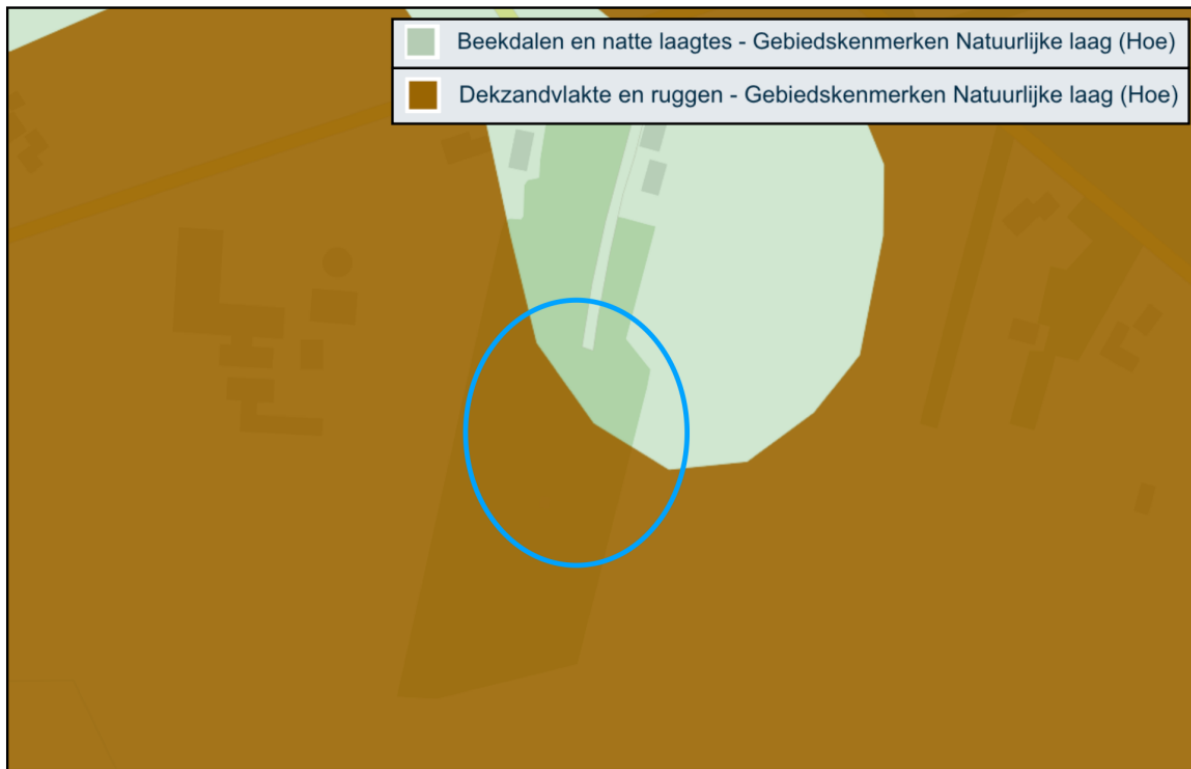 Beekdalen en natte laagtes - Gebiedskenmerken Natuurlijke laag (Hoe)
Dekzandvlakte en ruggen - Gebiedskenmerken Natuurlijke laag (Hoe)